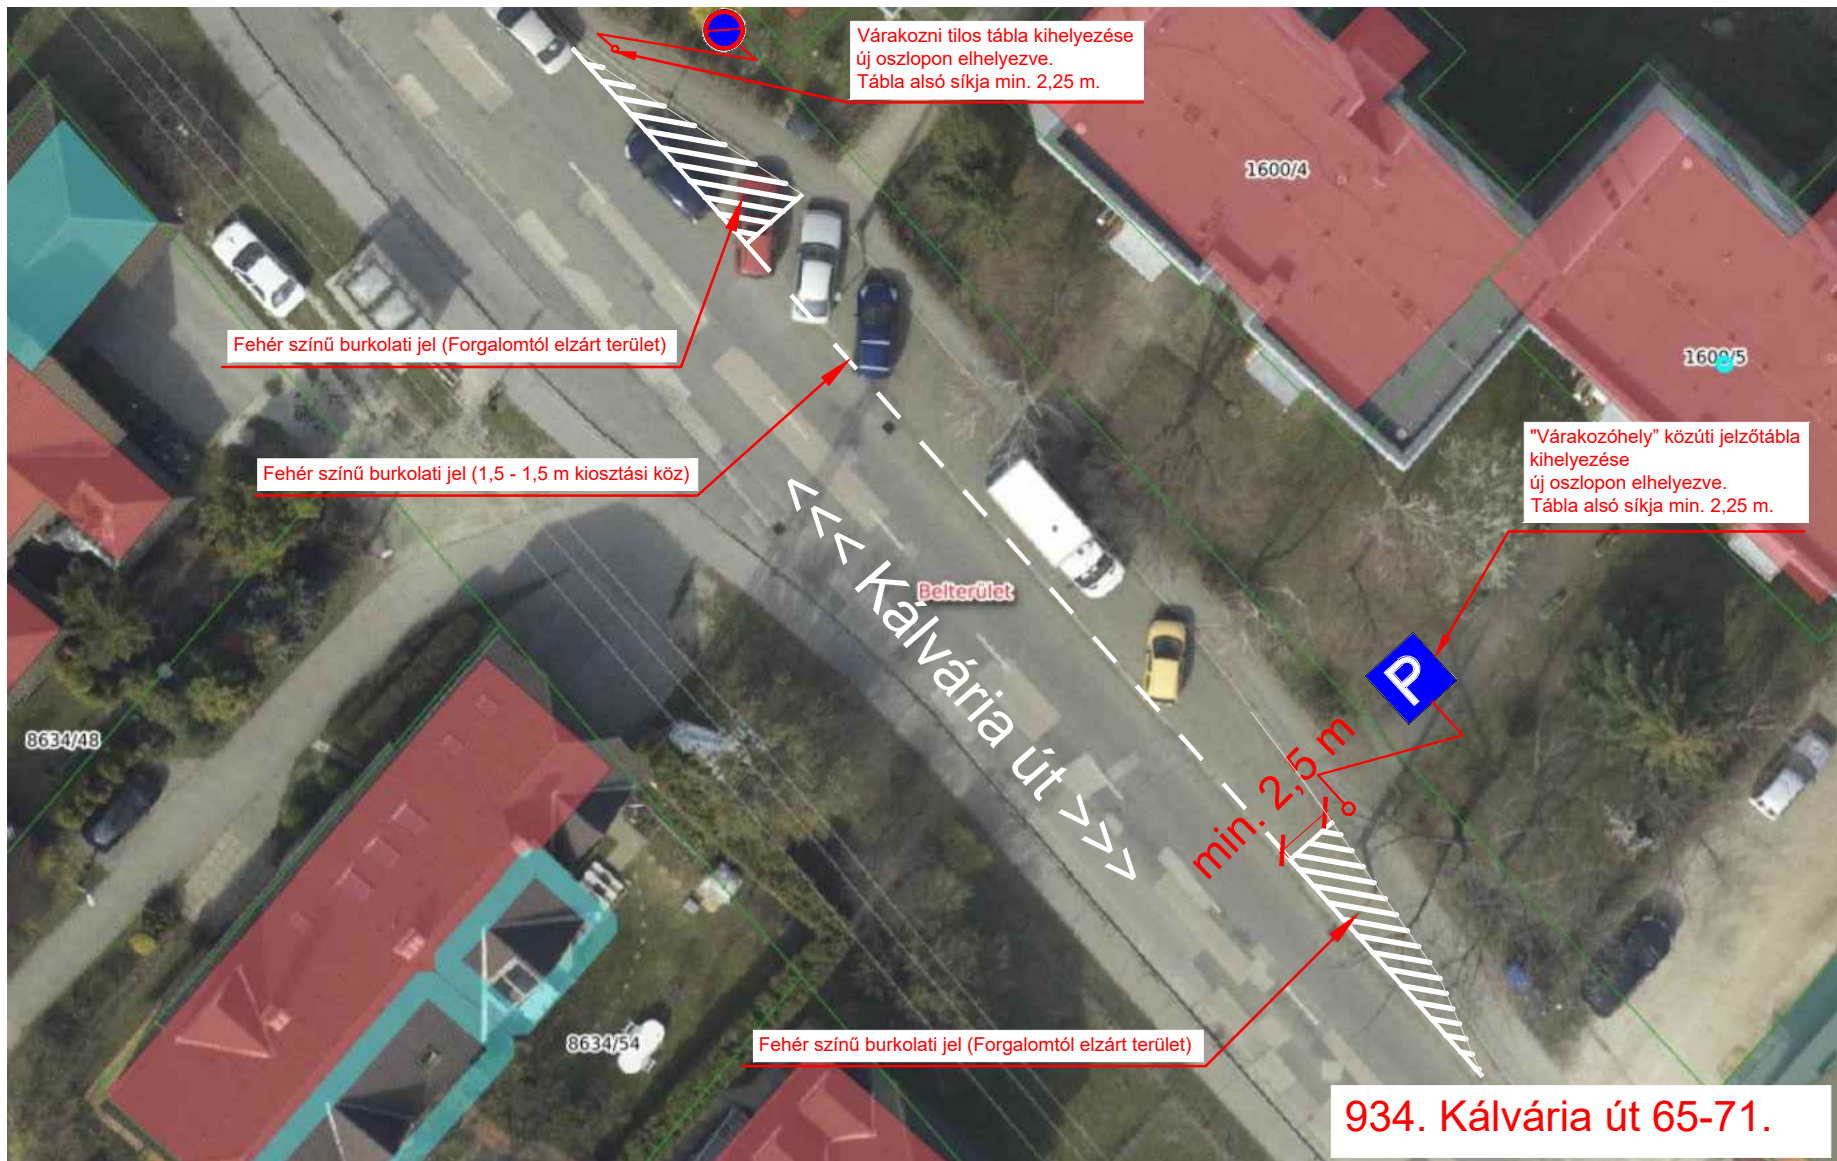 Várakozni tilos tábla kihelyezése
új oszlopon elhelyezve.
Tábla alsó síkja min. 2,25 m.
1600/4
Fehér színű burkolati jel (Forgalomtól elzárt terület)
1600/5
"Várakozóhely” közúti jelzőtábla
kihelyezése
új oszlopon elhelyezve.
Tábla alsó síkja min. 2,25 m.
Fehér színű burkolati jel (1,5 - 1,5 m kiosztási köz)
<<< Kálvária út >>>
Belterület
P
8634/48
min. 2,5 m
8634/54
Fehér színű burkolati jel (Forgalomtól elzárt terület)
934. Kálvária út 65-71.